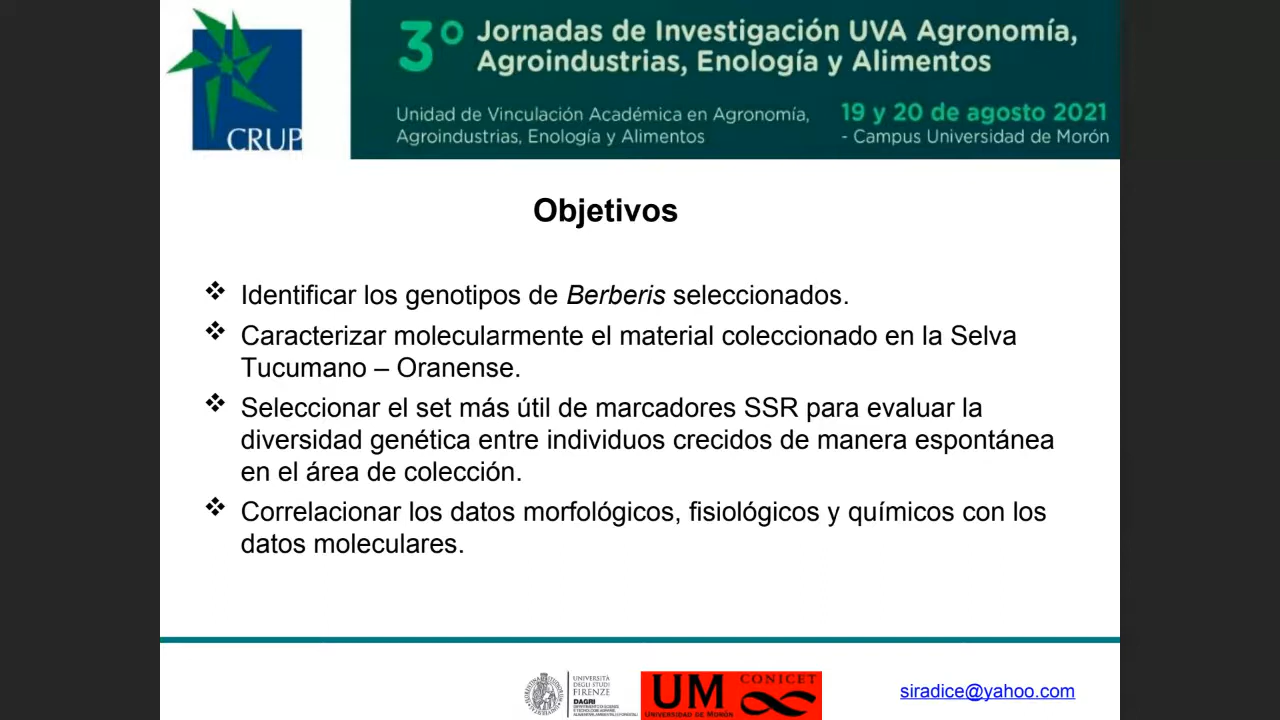 CRUP
3° Jornadas de Investigación UVA Agronomía,
Agroindustrias, Enología y Alimentos
Unidad de Vinculación Académica en Agronomía,
Agroindustrias, Enología y Alimentos
19 y 20 de agosto 2021
- Campus Universidad de Morón
Objetivos
❖ Identificar los genotipos de Berberis seleccionados.
❖ Caracterizar molecularmente el material coleccionado en la Selva
Tucumano – Oranense.
❖ Seleccionar el set más útil de marcadores SSR para evaluar la
diversidad genética entre individuos crecidos de manera espontánea
en el área de colección.
❖ Correlacionar los datos morfológicos, fisiológicos y químicos con los
datos moleculares.
UNIVERSITÀ
DEGLI STUDI
FIRENZE
DAGRI
UM
UNIVERSIDAD DE MORÓN
CONICET
siradice@yahoo.com